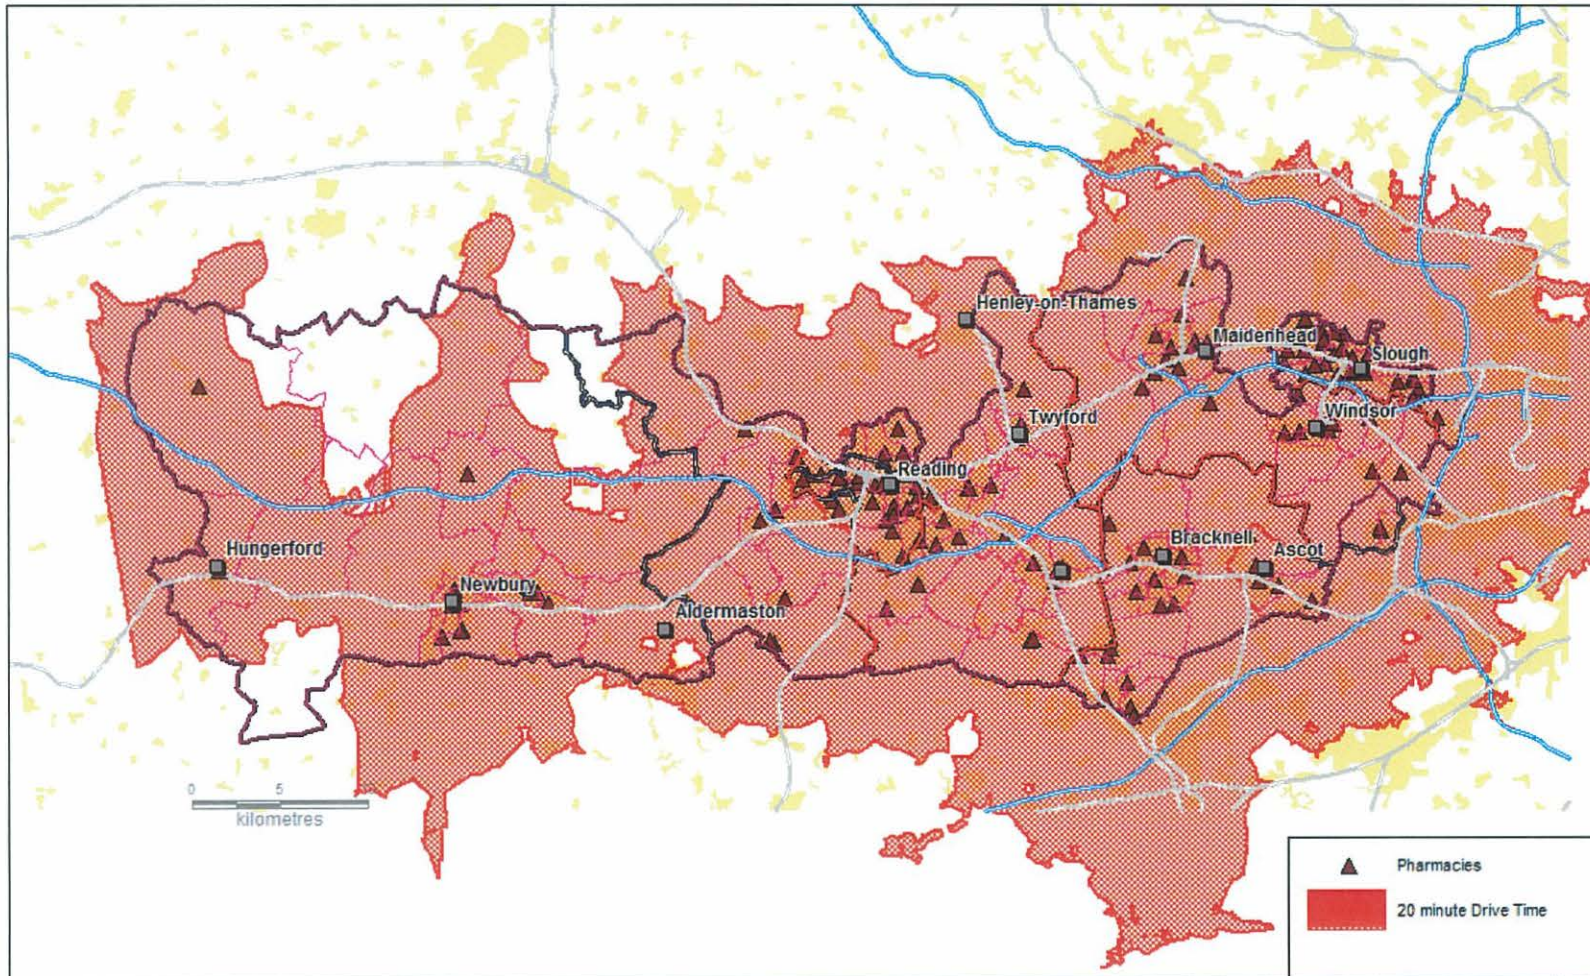 Henley-on-Thames
Maidenhead
Slough
Twyford
Windsor
Reading
Hungerford
Bracknell
Ascot
Newbury
Aldermaston
0 5
kilometres
Pharmacies
20 minute Drive Time